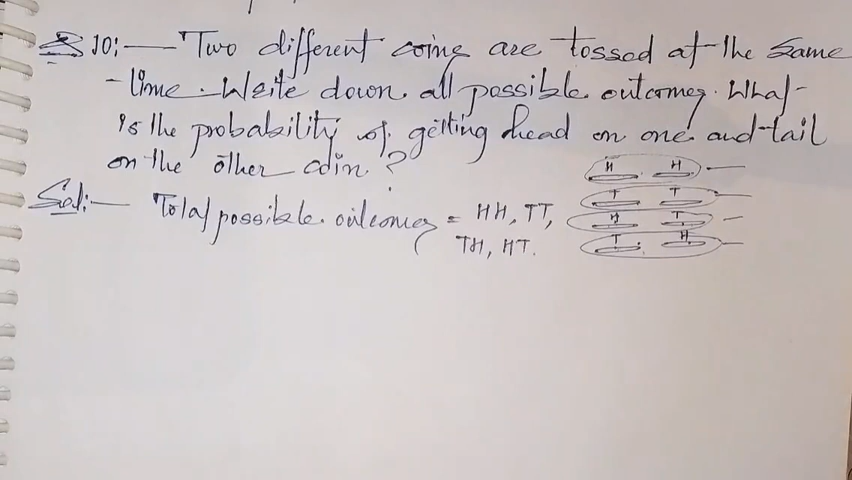 10:— Two different coins are tossed at the same
-time. Write down all possible outcomes. What-
is the probability of getting head on one and tail
on the other coin?
H H —
T T —
H T —
T H —
Sol:— Total possible outcomes = HH, TT,
TH, HT.